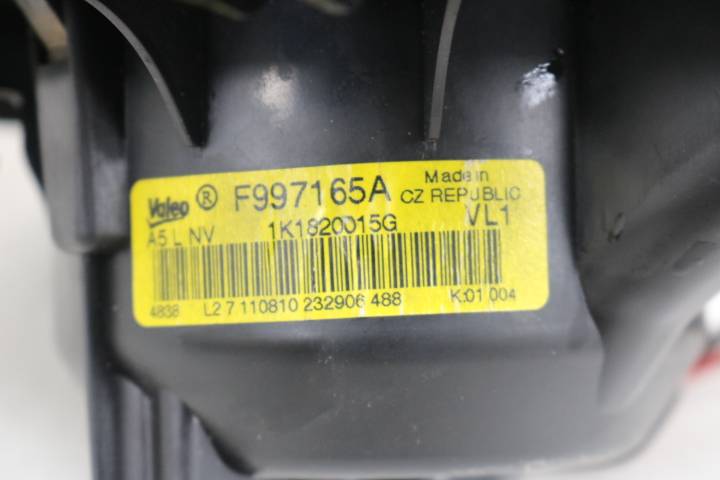 Valeo ® F997165A Made in
CZ REPUBLIC
A5 L NV 1K1820015G VL1
4838 L2 7 110810 232906 488 K:01 004